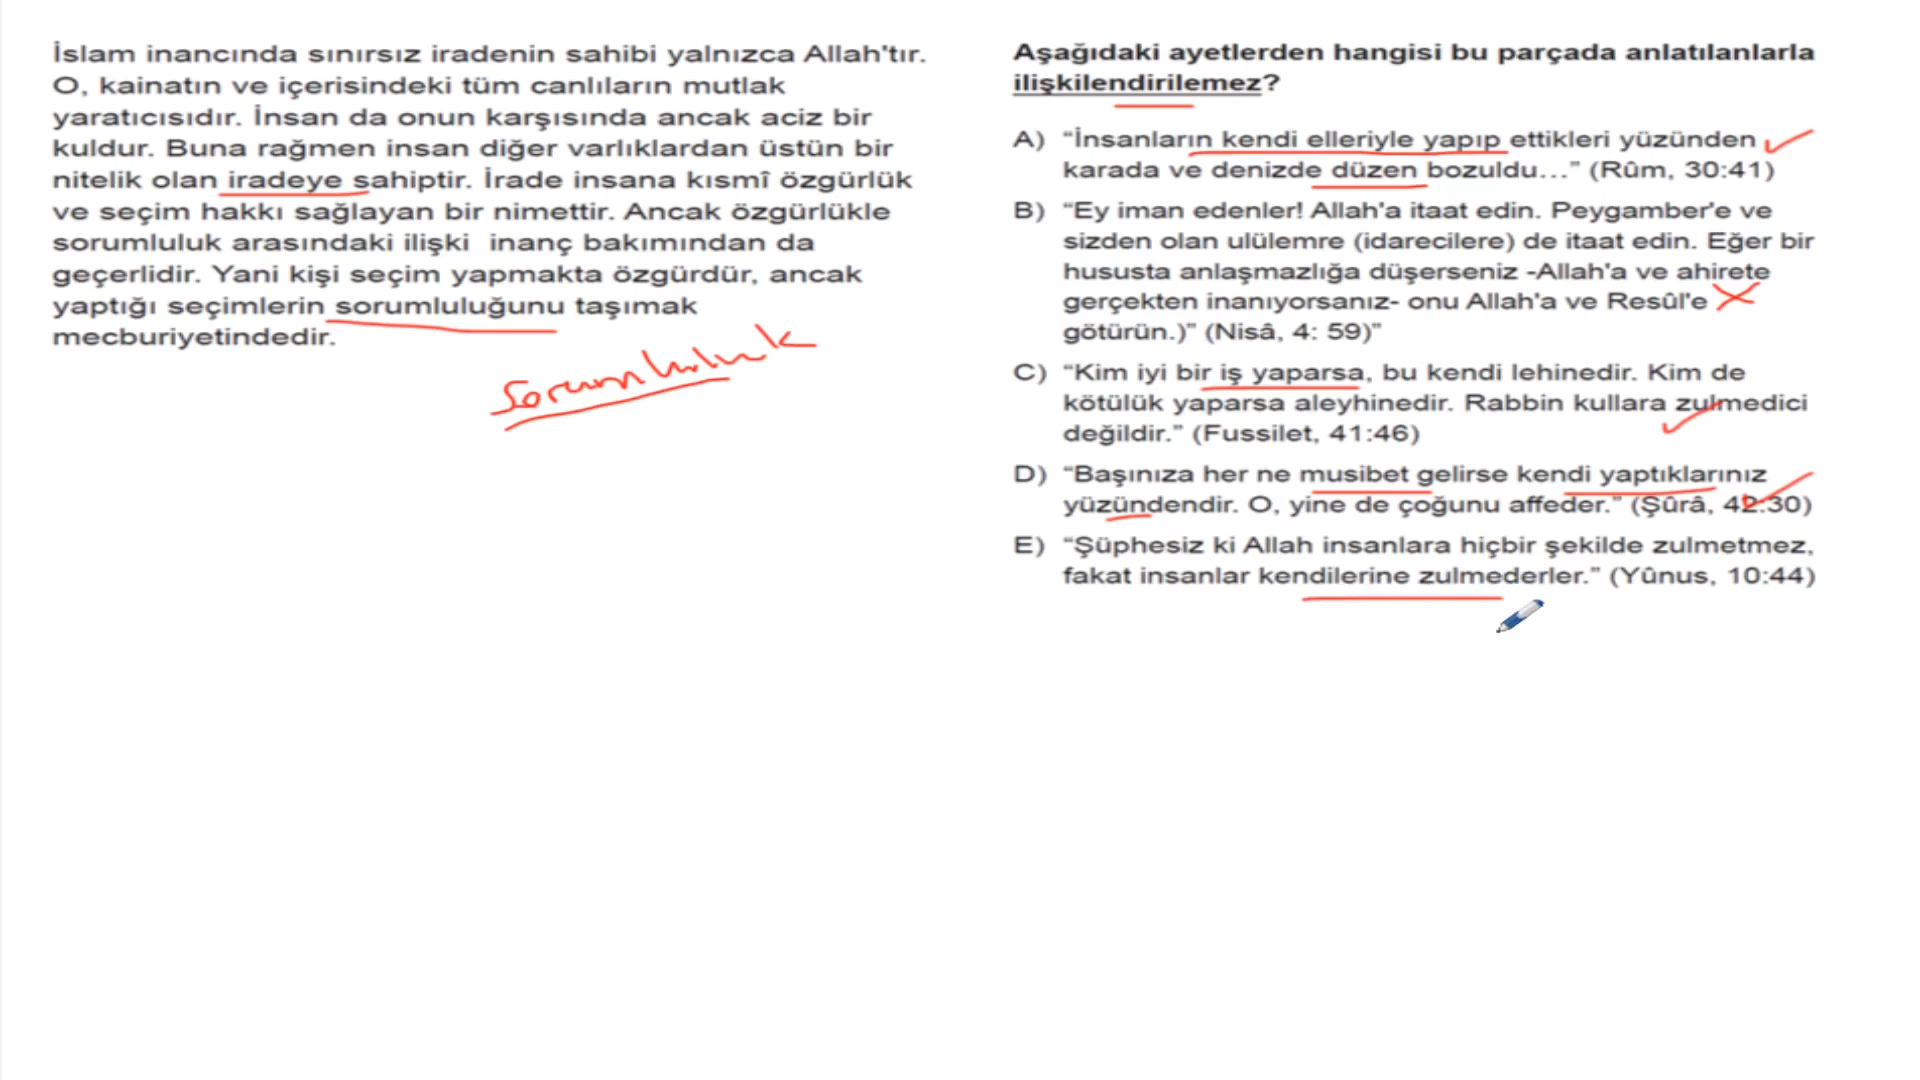 İslam inancında sınırsız iradenin sahibi yalnızca Allah'tır.
O, kainatın ve içerisindeki tüm canlıların mutlak
yaratıcısıdır. İnsan da onun karşısında ancak aciz bir
kuldur. Buna rağmen insan diğer varlıklardan üstün bir
nitelik olan iradeye sahiptir. İrade insana kısmî özgürlük
ve seçim hakkı sağlayan bir nimettir. Ancak özgürlükle
sorumluluk arasındaki ilişki inanç bakımından da
geçerlidir. Yani kişi seçim yapmakta özgürdür, ancak
yaptığı seçimlerin sorumluluğunu taşımak
mecburiyetindedir.
sorumluluk
Aşağıdaki ayetlerden hangisi bu parçada anlatılanlarla
ilişkilendirilemez?
A) “İnsanların kendi elleriyle yapıp ettikleri yüzünden
karada ve denizde düzen bozuldu...” (Rûm, 30:41)
B) “Ey iman edenler! Allah'a itaat edin. Peygamber'e ve
sizden olan ulülemre (idarecilere) de itaat edin. Eğer bir
hususta anlaşmazlığa düşerseniz -Allah'a ve ahirete
gerçekten inanıyorsanız- onu Allah'a ve Resûl'e
götürün.)” (Nisâ, 4: 59)”
C) “Kim iyi bir iş yaparsa, bu kendi lehinedir. Kim de
kötülük yaparsa aleyhinedir. Rabbin kullara zulmedici
değildir.” (Fussilet, 41:46)
D) “Başınıza her ne musibet gelirse kendi yaptıklarınız
yüzündendir. O, yine de çoğunu affeder.” (Şûrâ, 42:30)
E) “Şüphesiz ki Allah insanlara hiçbir şekilde zulmetmez,
fakat insanlar kendilerine zulmederler.” (Yûnus, 10:44)